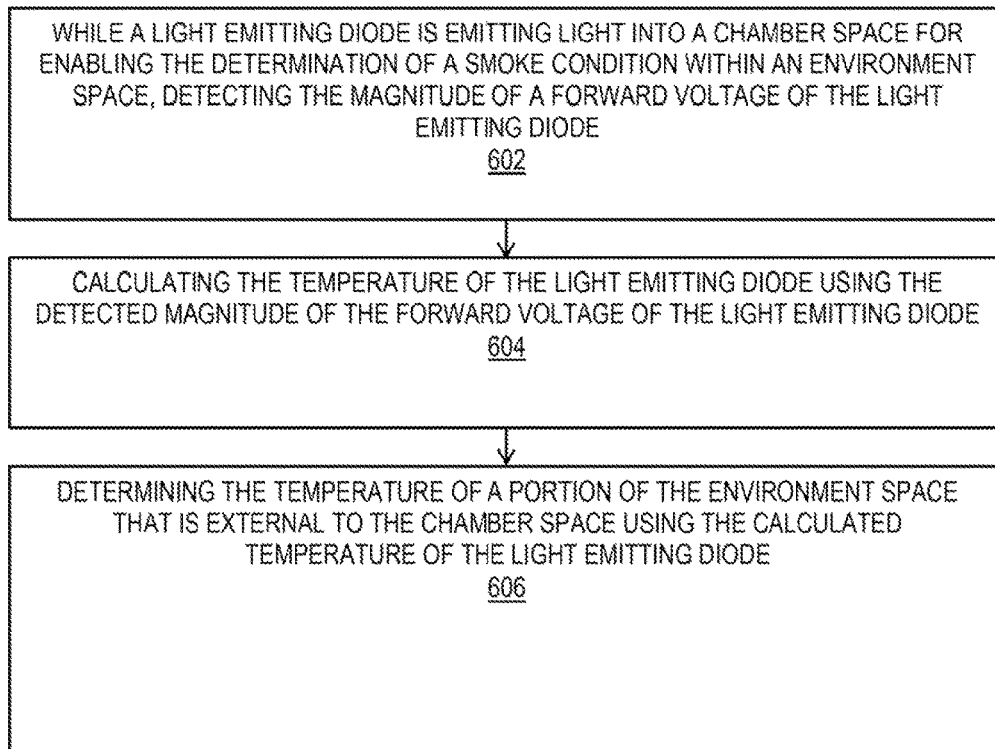 WHILE A LIGHT EMITTING DIODE IS EMITTING LIGHT INTO A CHAMBER SPACE FOR
ENABLING THE DETERMINATION OF A SMOKE CONDITION WITHIN AN ENVIRONMENT
SPACE, DETECTING THE MAGNITUDE OF A FORWARD VOLTAGE OF THE LIGHT
EMITTING DIODE
602
CALCULATING THE TEMPERATURE OF THE LIGHT EMITTING DIODE USING THE
DETECTED MAGNITUDE OF THE FORWARD VOLTAGE OF THE LIGHT EMITTING DIODE
604
DETERMINING THE TEMPERATURE OF A PORTION OF THE ENVIRONMENT SPACE
THAT IS EXTERNAL TO THE CHAMBER SPACE USING THE CALCULATED
TEMPERATURE OF THE LIGHT EMITTING DIODE
606